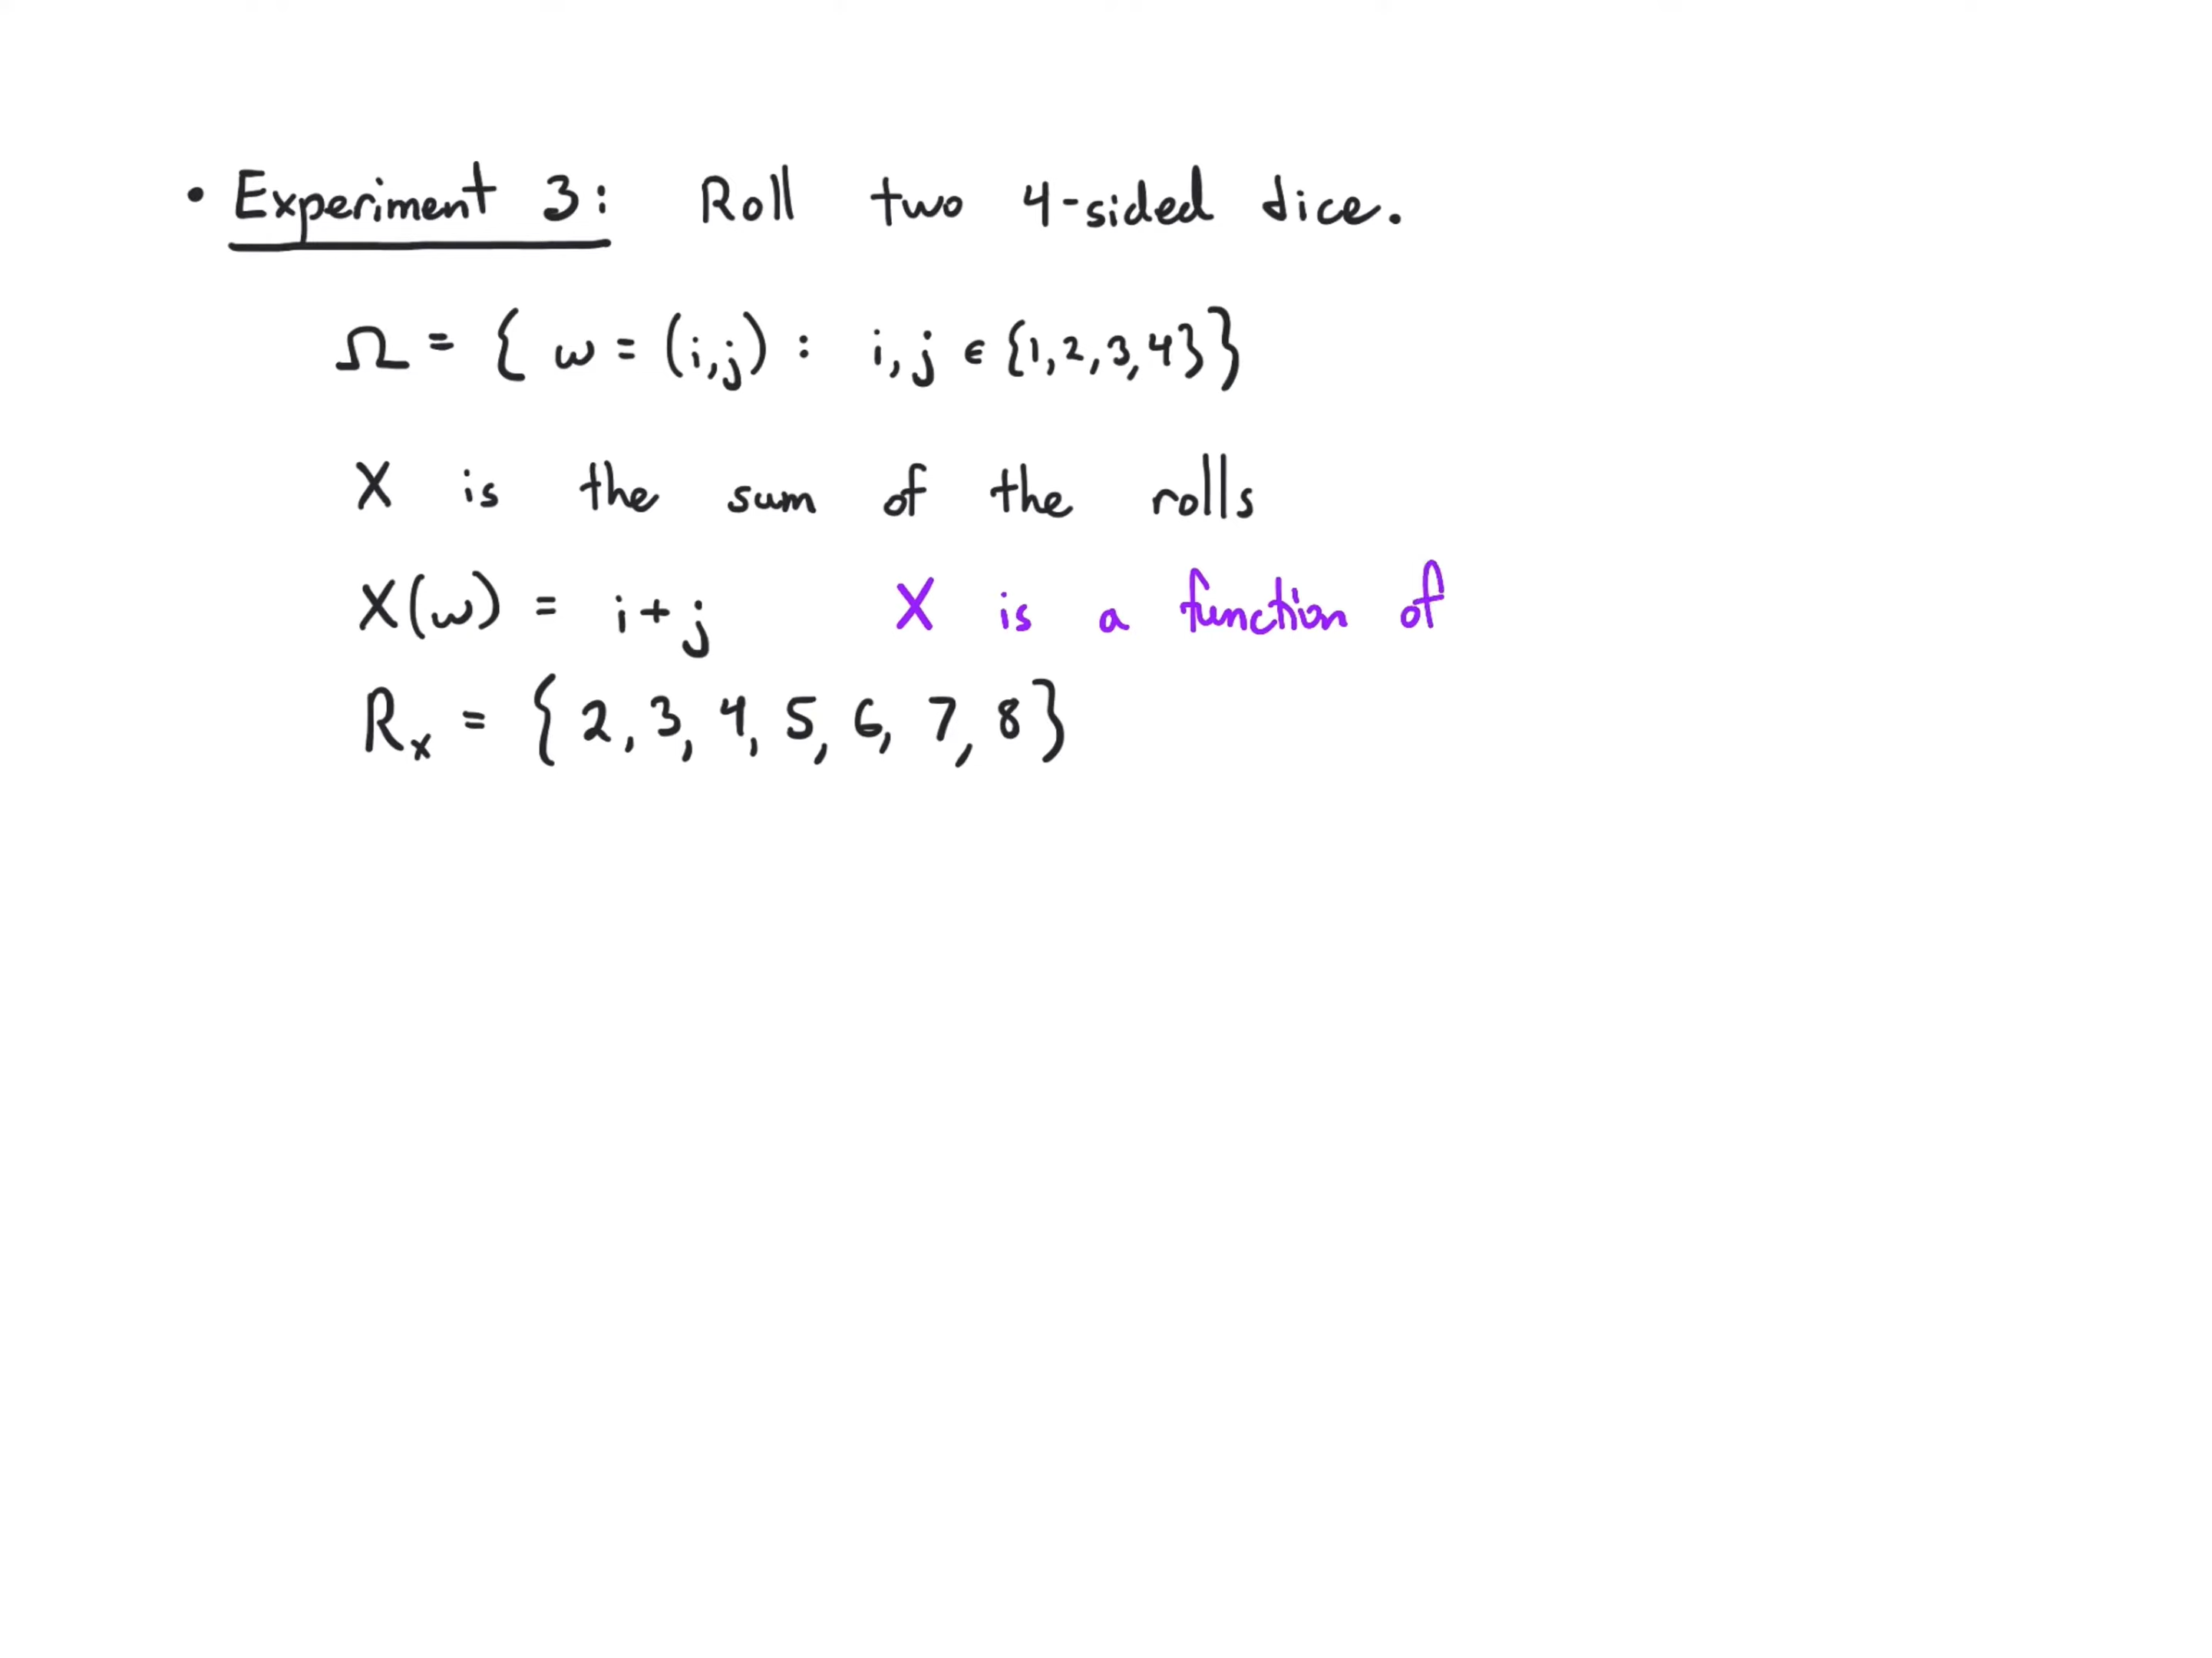 • Experiment 3: Roll two 4-sided dice.
Ω = { ω = (i,j) : i,j ∈ {1,2,3,4}}
X is the sum of the rolls
X(ω) = i+j X is a function of
Rₓ = { 2, 3, 4, 5, 6, 7, 8}